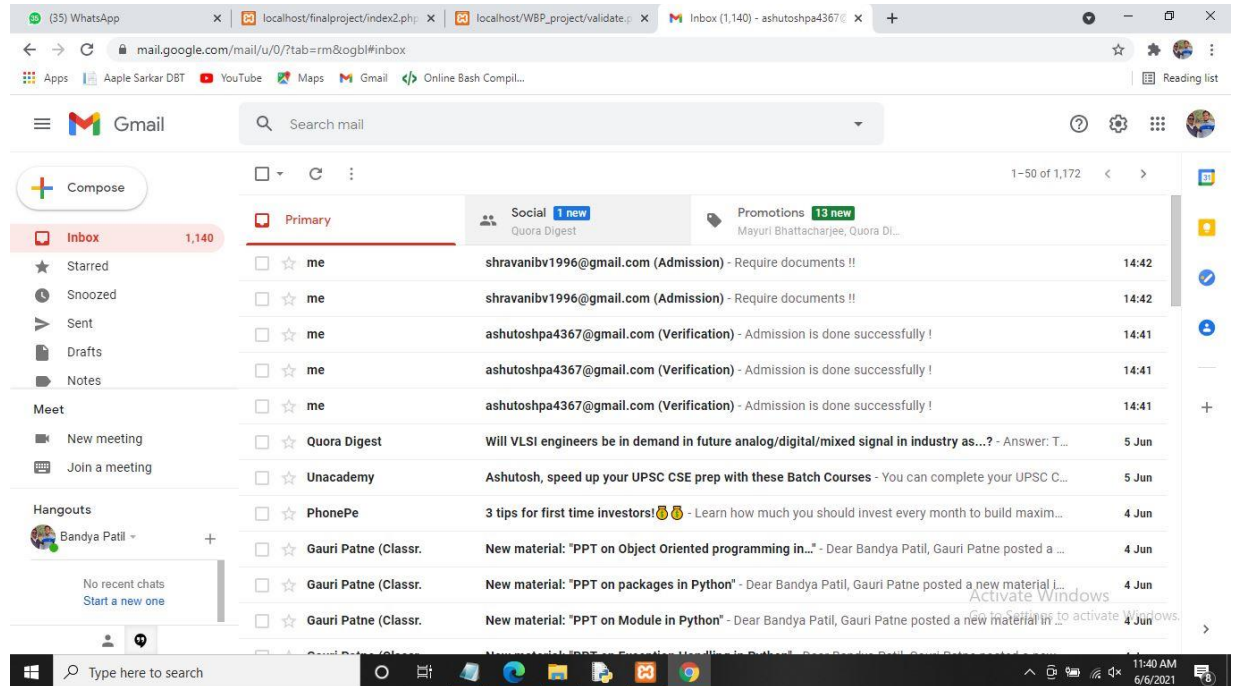 (35) WhatsApp
localhost/finalproject/index2.php
localhost/WBP_project/validate.p
Inbox (1,140) - ashutoshpa4367@
mail.google.com/mail/u/0/?tab=rm&ogbl#inbox
Apps Aaple Sarkar DBT YouTube Maps Gmail Online Bash Compil... Reading list
Gmail Search mail
Compose 1–50 of 1,172
Primary Social 1 new Promotions 13 new
Quora Digest Mayuri Bhattacharjee, Quora Di...
Inbox 1,140
Starred
Snoozed
Sent
Drafts
Notes
Meet
New meeting
Join a meeting
Hangouts
Bandya Patil
No recent chats
Start a new one
me shravanibv1996@gmail.com (Admission) - Require documents !! 14:42
me shravanibv1996@gmail.com (Admission) - Require documents !! 14:42
me ashutoshpa4367@gmail.com (Verification) - Admission is done successfully ! 14:41
me ashutoshpa4367@gmail.com (Verification) - Admission is done successfully ! 14:41
me ashutoshpa4367@gmail.com (Verification) - Admission is done successfully ! 14:41
Quora Digest Will VLSI engineers be in demand in future analog/digital/mixed signal in industry as...? - Answer: T... 5 Jun
Unacademy Ashutosh, speed up your UPSC CSE prep with these Batch Courses - You can complete your UPSC C... 5 Jun
PhonePe 3 tips for first time investors!💰💰 - Learn how much you should invest every month to build maxim... 4 Jun
Gauri Patne (Classr. New material: "PPT on Object Oriented programming in..." - Dear Bandya Patil, Gauri Patne posted a ... 4 Jun
Gauri Patne (Classr. New material: "PPT on packages in Python" - Dear Bandya Patil, Gauri Patne posted a new material i... 4 Jun
Gauri Patne (Classr. New material: "PPT on Module in Python" - Dear Bandya Patil, Gauri Patne posted a new material in ... 4 Jun
Activate Windows
Go to Settings to activate Windows.
Type here to search
11:40 AM
6/6/2021